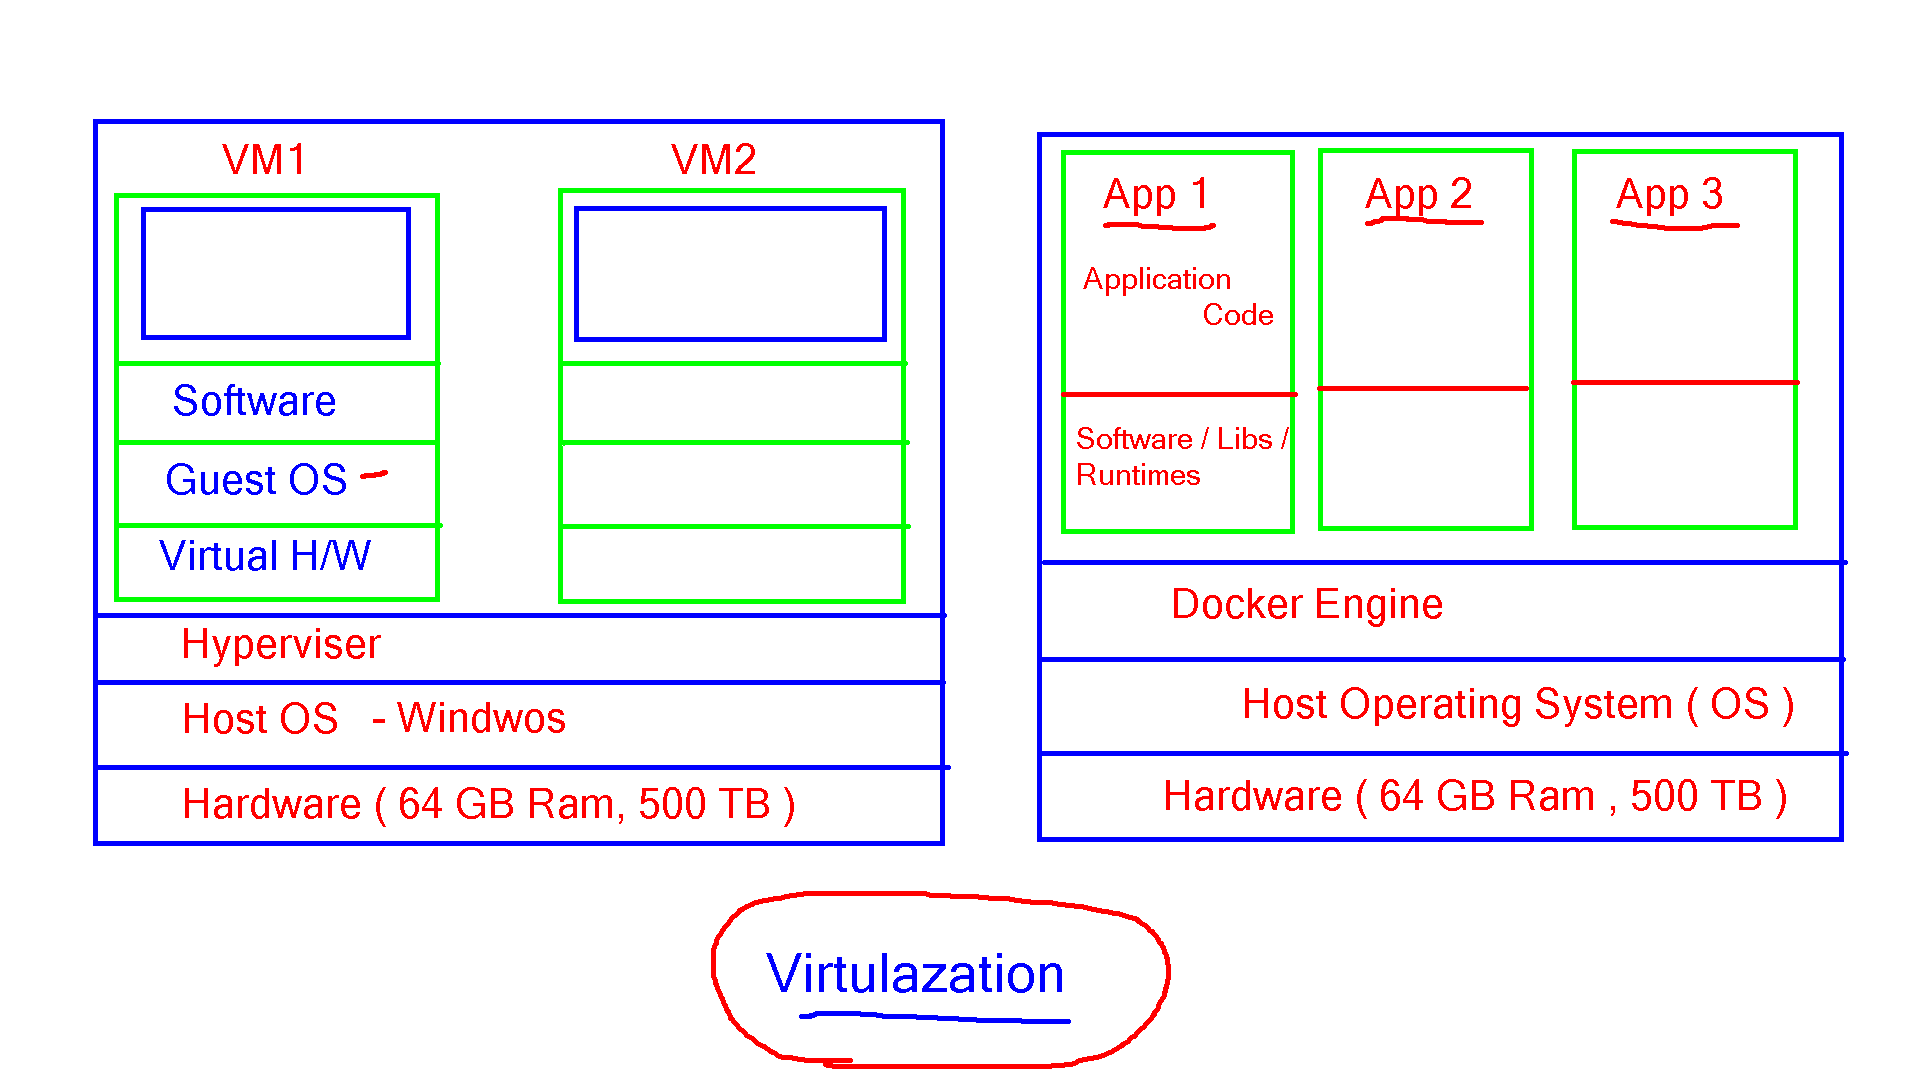 VM1
VM2
Software
Guest OS
Virtual H/W
Hyperviser
Host OS - Windwos
Hardware ( 64 GB Ram, 500 TB )
App 1
App 2
App 3
Application
Code
Software / Libs /
Runtimes
Docker Engine
Host Operating System ( OS )
Hardware ( 64 GB Ram , 500 TB )
Virtulazation